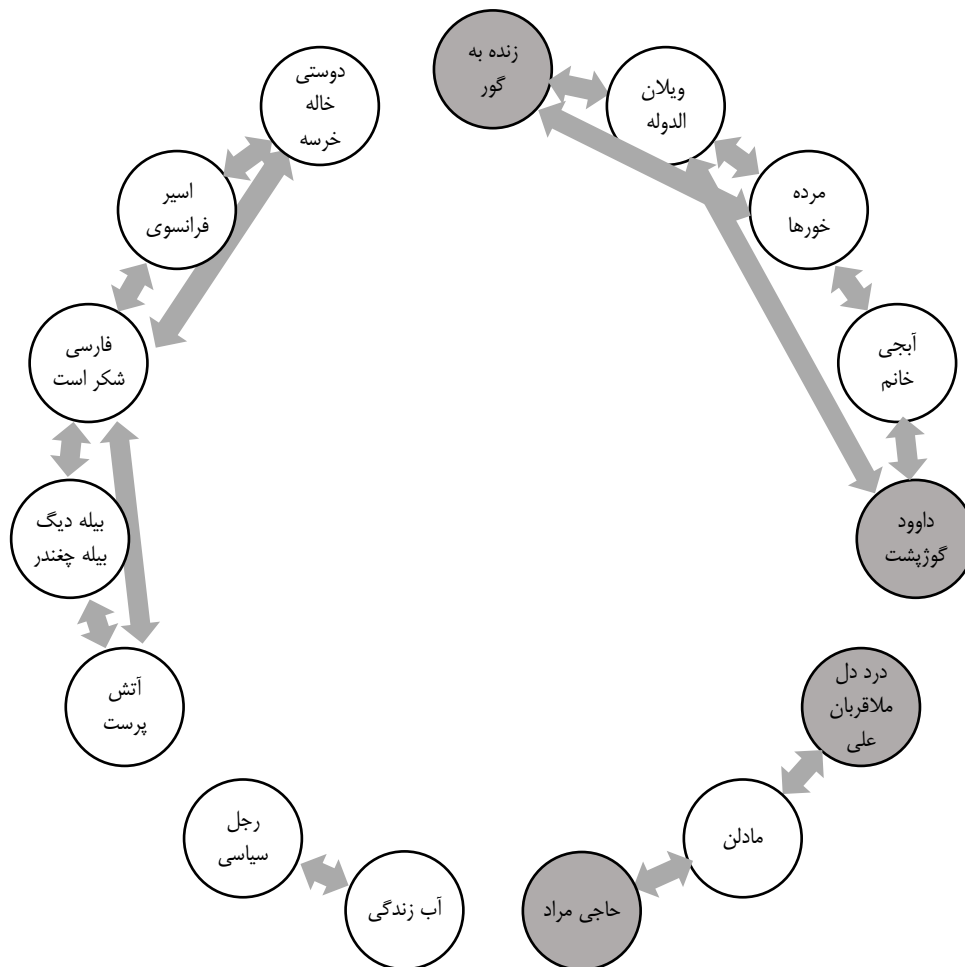 زنده به
گور
ویلان
الدوله
مرده
خورها
آبجی
خانم
داوود
گوژپشت
درد دل
ملاقربان
علی
مادلن
حاجی مراد
آب زندگی
رجل
سیاسی
آتش
پرست
بیله دیگ
بیله چغندر
فارسی
شکر است
اسیر
فرانسوی
دوستی
خاله
خرسه